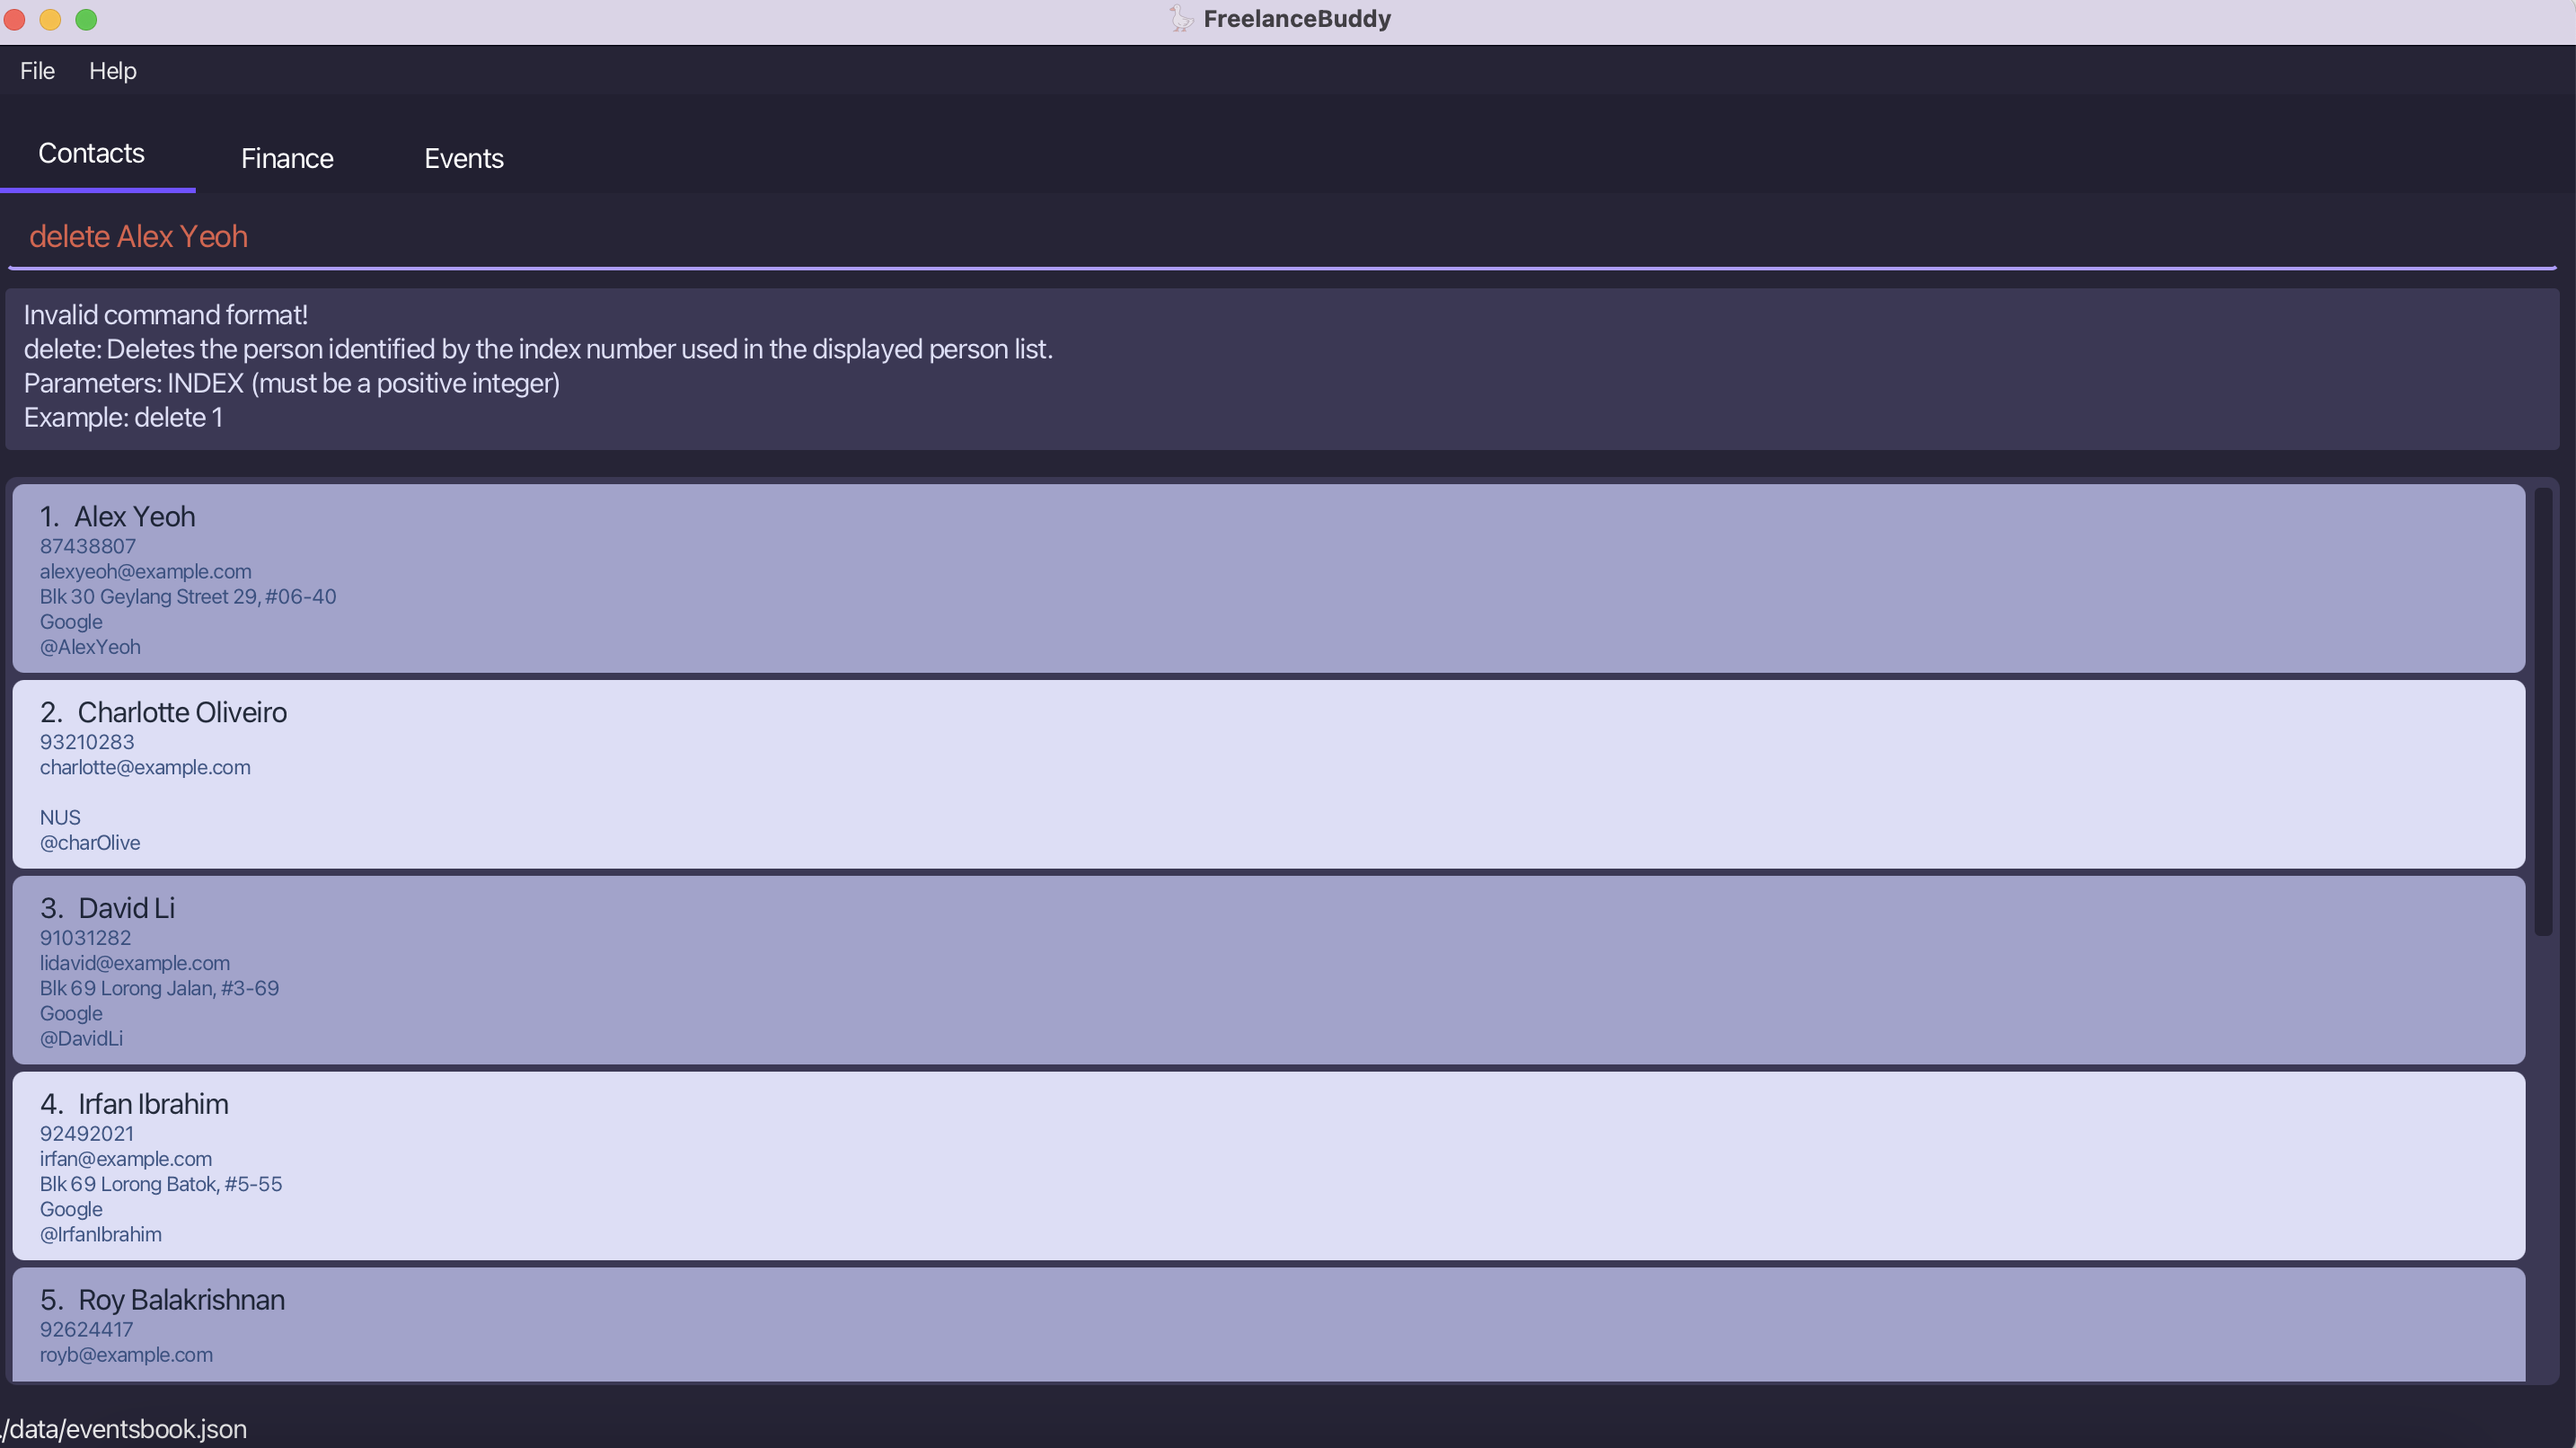 FreelanceBuddy
File Help
Contacts Finance Events
delete Alex Yeoh
Invalid command format!
delete: Deletes the person identified by the index number used in the displayed person list.
Parameters: INDEX (must be a positive integer)
Example: delete 1
1. Alex Yeoh
87438807
alexyeoh@example.com
Blk 30 Geylang Street 29, #06-40
Google
@AlexYeoh
2. Charlotte Oliveiro
93210283
charlotte@example.com
NUS
@charOlive
3. David Li
91031282
lidavid@example.com
Blk 69 Lorong Jalan, #3-69
Google
@DavidLi
4. Irfan Ibrahim
92492021
irfan@example.com
Blk 69 Lorong Batok, #5-55
Google
@IrfanIbrahim
5. Roy Balakrishnan
92624417
royb@example.com
./data/eventsbook.json